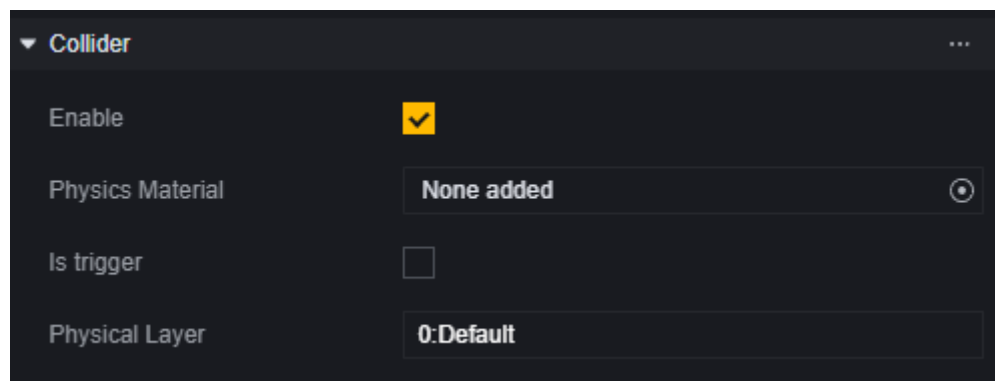 Collider
Enable
Physics Material None added
Is trigger
Physical Layer 0:Default